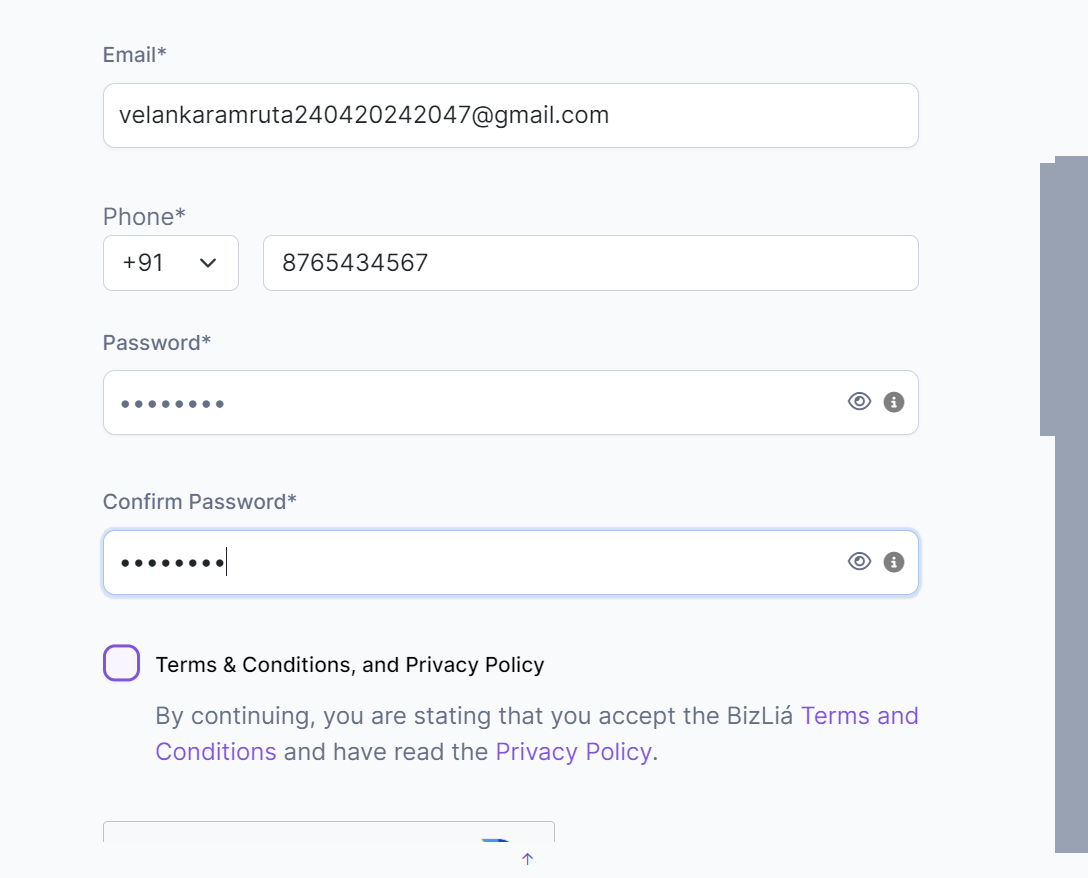 Email*
velankaramruta240420242047@gmail.com
Phone*
+91 8765434567
Password*
••••••••
Confirm Password*
••••••••
Terms & Conditions, and Privacy Policy
By continuing, you are stating that you accept the BizLiá Terms and
Conditions and have read the Privacy Policy.